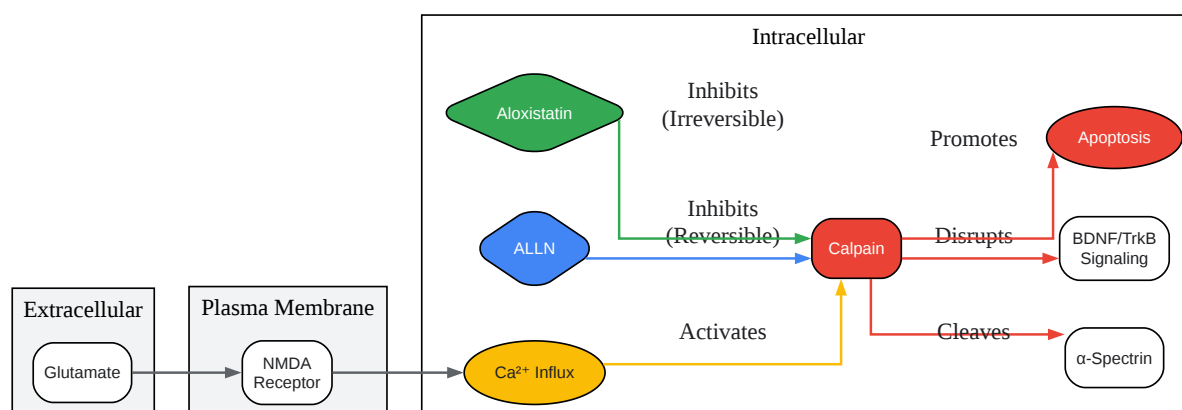 Intracellular
Aloxistatin
Inhibits
(Irreversible)
Promotes
Apoptosis
ALLN
Inhibits
(Reversible)
Calpain
Disrupts
BDNF/TrkB
Signaling
Extracellular
Plasma Membrane
Glutamate
NMDA
Receptor
Ca²⁺ Influx
Activates
Cleaves
α-Spectrin